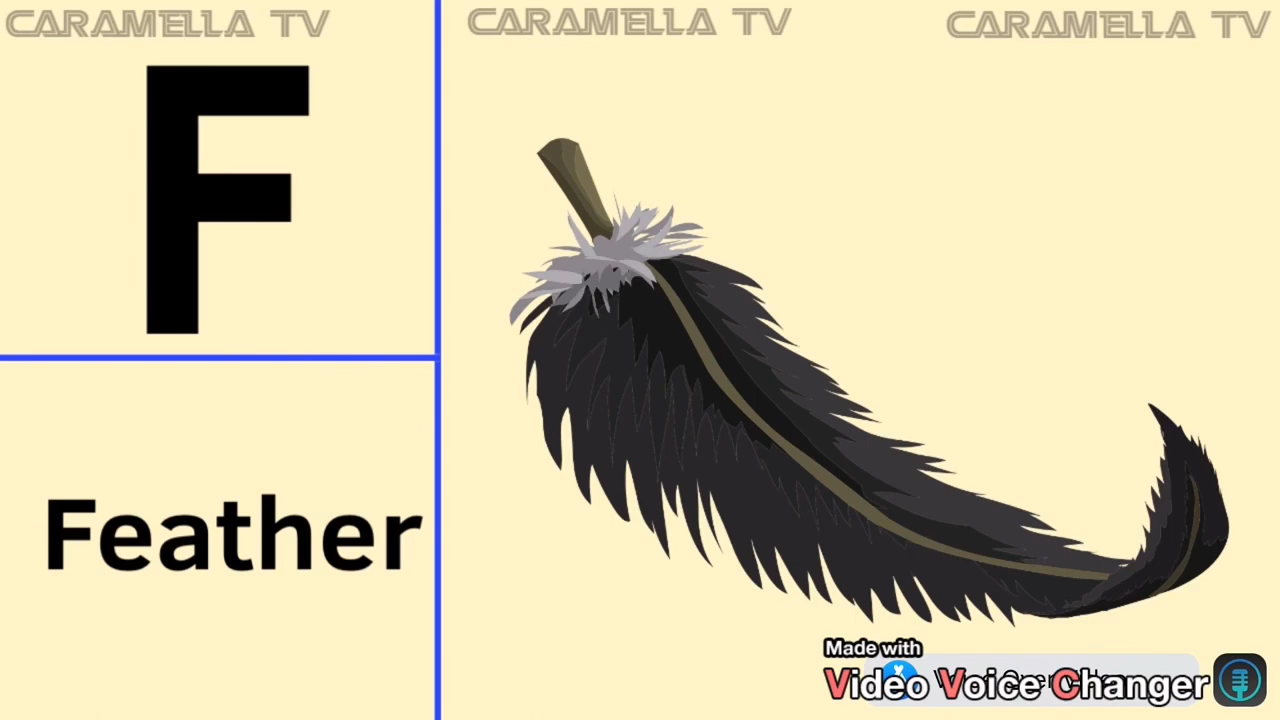 CARAMELLA TV
CARAMELLA TV
CARAMELLA TV
F
Feather
Made with
Video Voice Changer